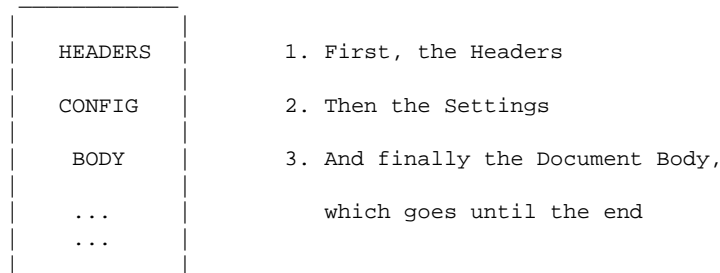 HEADERS 1. First, the Headers
CONFIG 2. Then the Settings
BODY 3. And finally the Document Body,
... which goes until the end
...